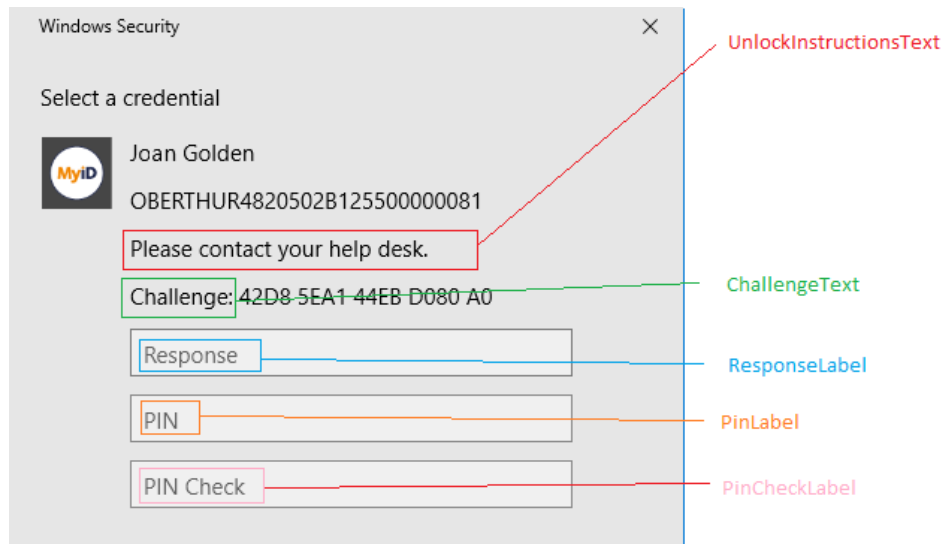 Windows Security
UnlockInstructionsText
Select a credential
MyiD
Joan Golden
OBERTHUR4820502B125500000081
Please contact your help desk.
Challenge: 42D8 5EA1 44EB D080 A0
ChallengeText
Response
ResponseLabel
PIN
PinLabel
PIN Check
PinCheckLabel